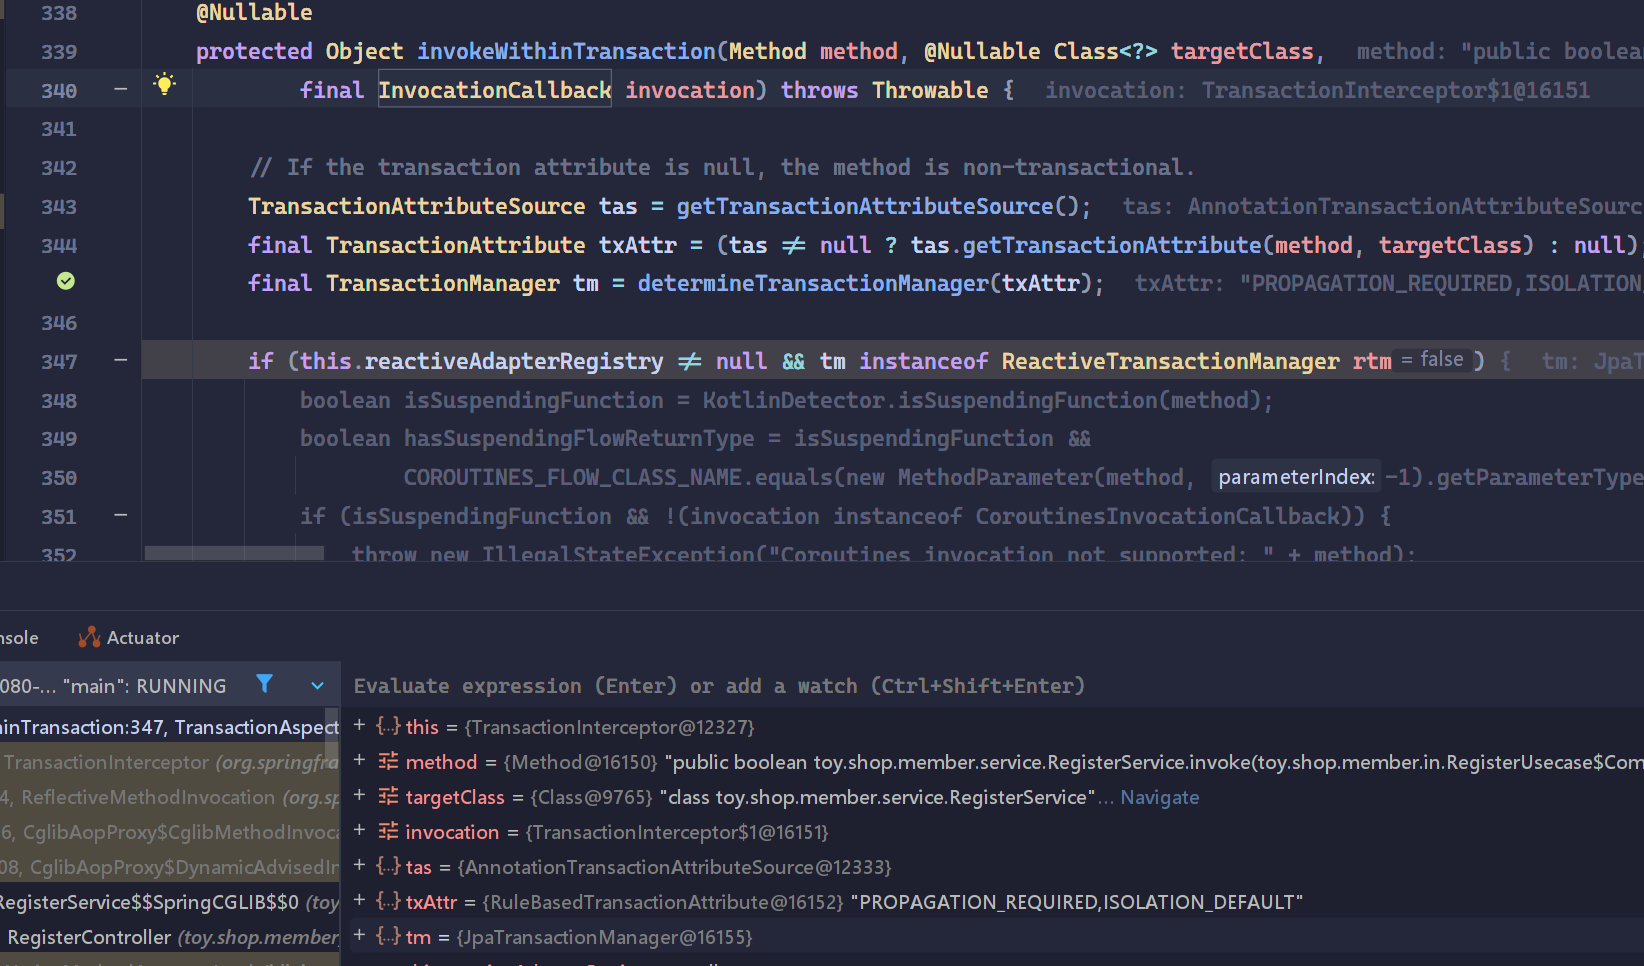 338 @Nullable
339 protected Object invokeWithinTransaction(Method method, @Nullable Class<?> targetClass, method: "public boolea
340 final InvocationCallback invocation) throws Throwable { invocation: TransactionInterceptor$1@16151
341
342 // If the transaction attribute is null, the method is non-transactional.
343 TransactionAttributeSource tas = getTransactionAttributeSource(); tas: AnnotationTransactionAttributeSourc
344 final TransactionAttribute txAttr = (tas ≠ null ? tas.getTransactionAttribute(method, targetClass) : null);
final TransactionManager tm = determineTransactionManager(txAttr); txAttr: "PROPAGATION_REQUIRED,ISOLATION_
346
347 if (this.reactiveAdapterRegistry ≠ null && tm instanceof ReactiveTransactionManager rtm = false ) { tm: JpaT
348 boolean isSuspendingFunction = KotlinDetector.isSuspendingFunction(method);
349 boolean hasSuspendingFlowReturnType = isSuspendingFunction &&
350 COROUTINES_FLOW_CLASS_NAME.equals(new MethodParameter(method, parameterIndex: -1).getParameterType
351 if (isSuspendingFunction && !(invocation instanceof CoroutinesInvocationCallback)) {
352 throw new IllegalStateException("Coroutines invocation not supported: " + method);
nsole Actuator
080-... "main": RUNNING
Evaluate expression (Enter) or add a watch (Ctrl+Shift+Enter)
inTransaction:347, TransactionAspect
TransactionInterceptor (org.springfra
4, ReflectiveMethodInvocation (org.sp
6, CglibAopProxy$CglibMethodInvoca
08, CglibAopProxy$DynamicAdvisedIn
RegisterService$$SpringCGLIB$$0 (toy
RegisterController (toy.shop.member.
this = {TransactionInterceptor@12327}
method = {Method@16150} "public boolean toy.shop.member.service.RegisterService.invoke(toy.shop.member.in.RegisterUsecase$Com
targetClass = {Class@9765} "class toy.shop.member.service.RegisterService"... Navigate
invocation = {TransactionInterceptor$1@16151}
tas = {AnnotationTransactionAttributeSource@12333}
txAttr = {RuleBasedTransactionAttribute@16152} "PROPAGATION_REQUIRED,ISOLATION_DEFAULT"
tm = {JpaTransactionManager@16155}